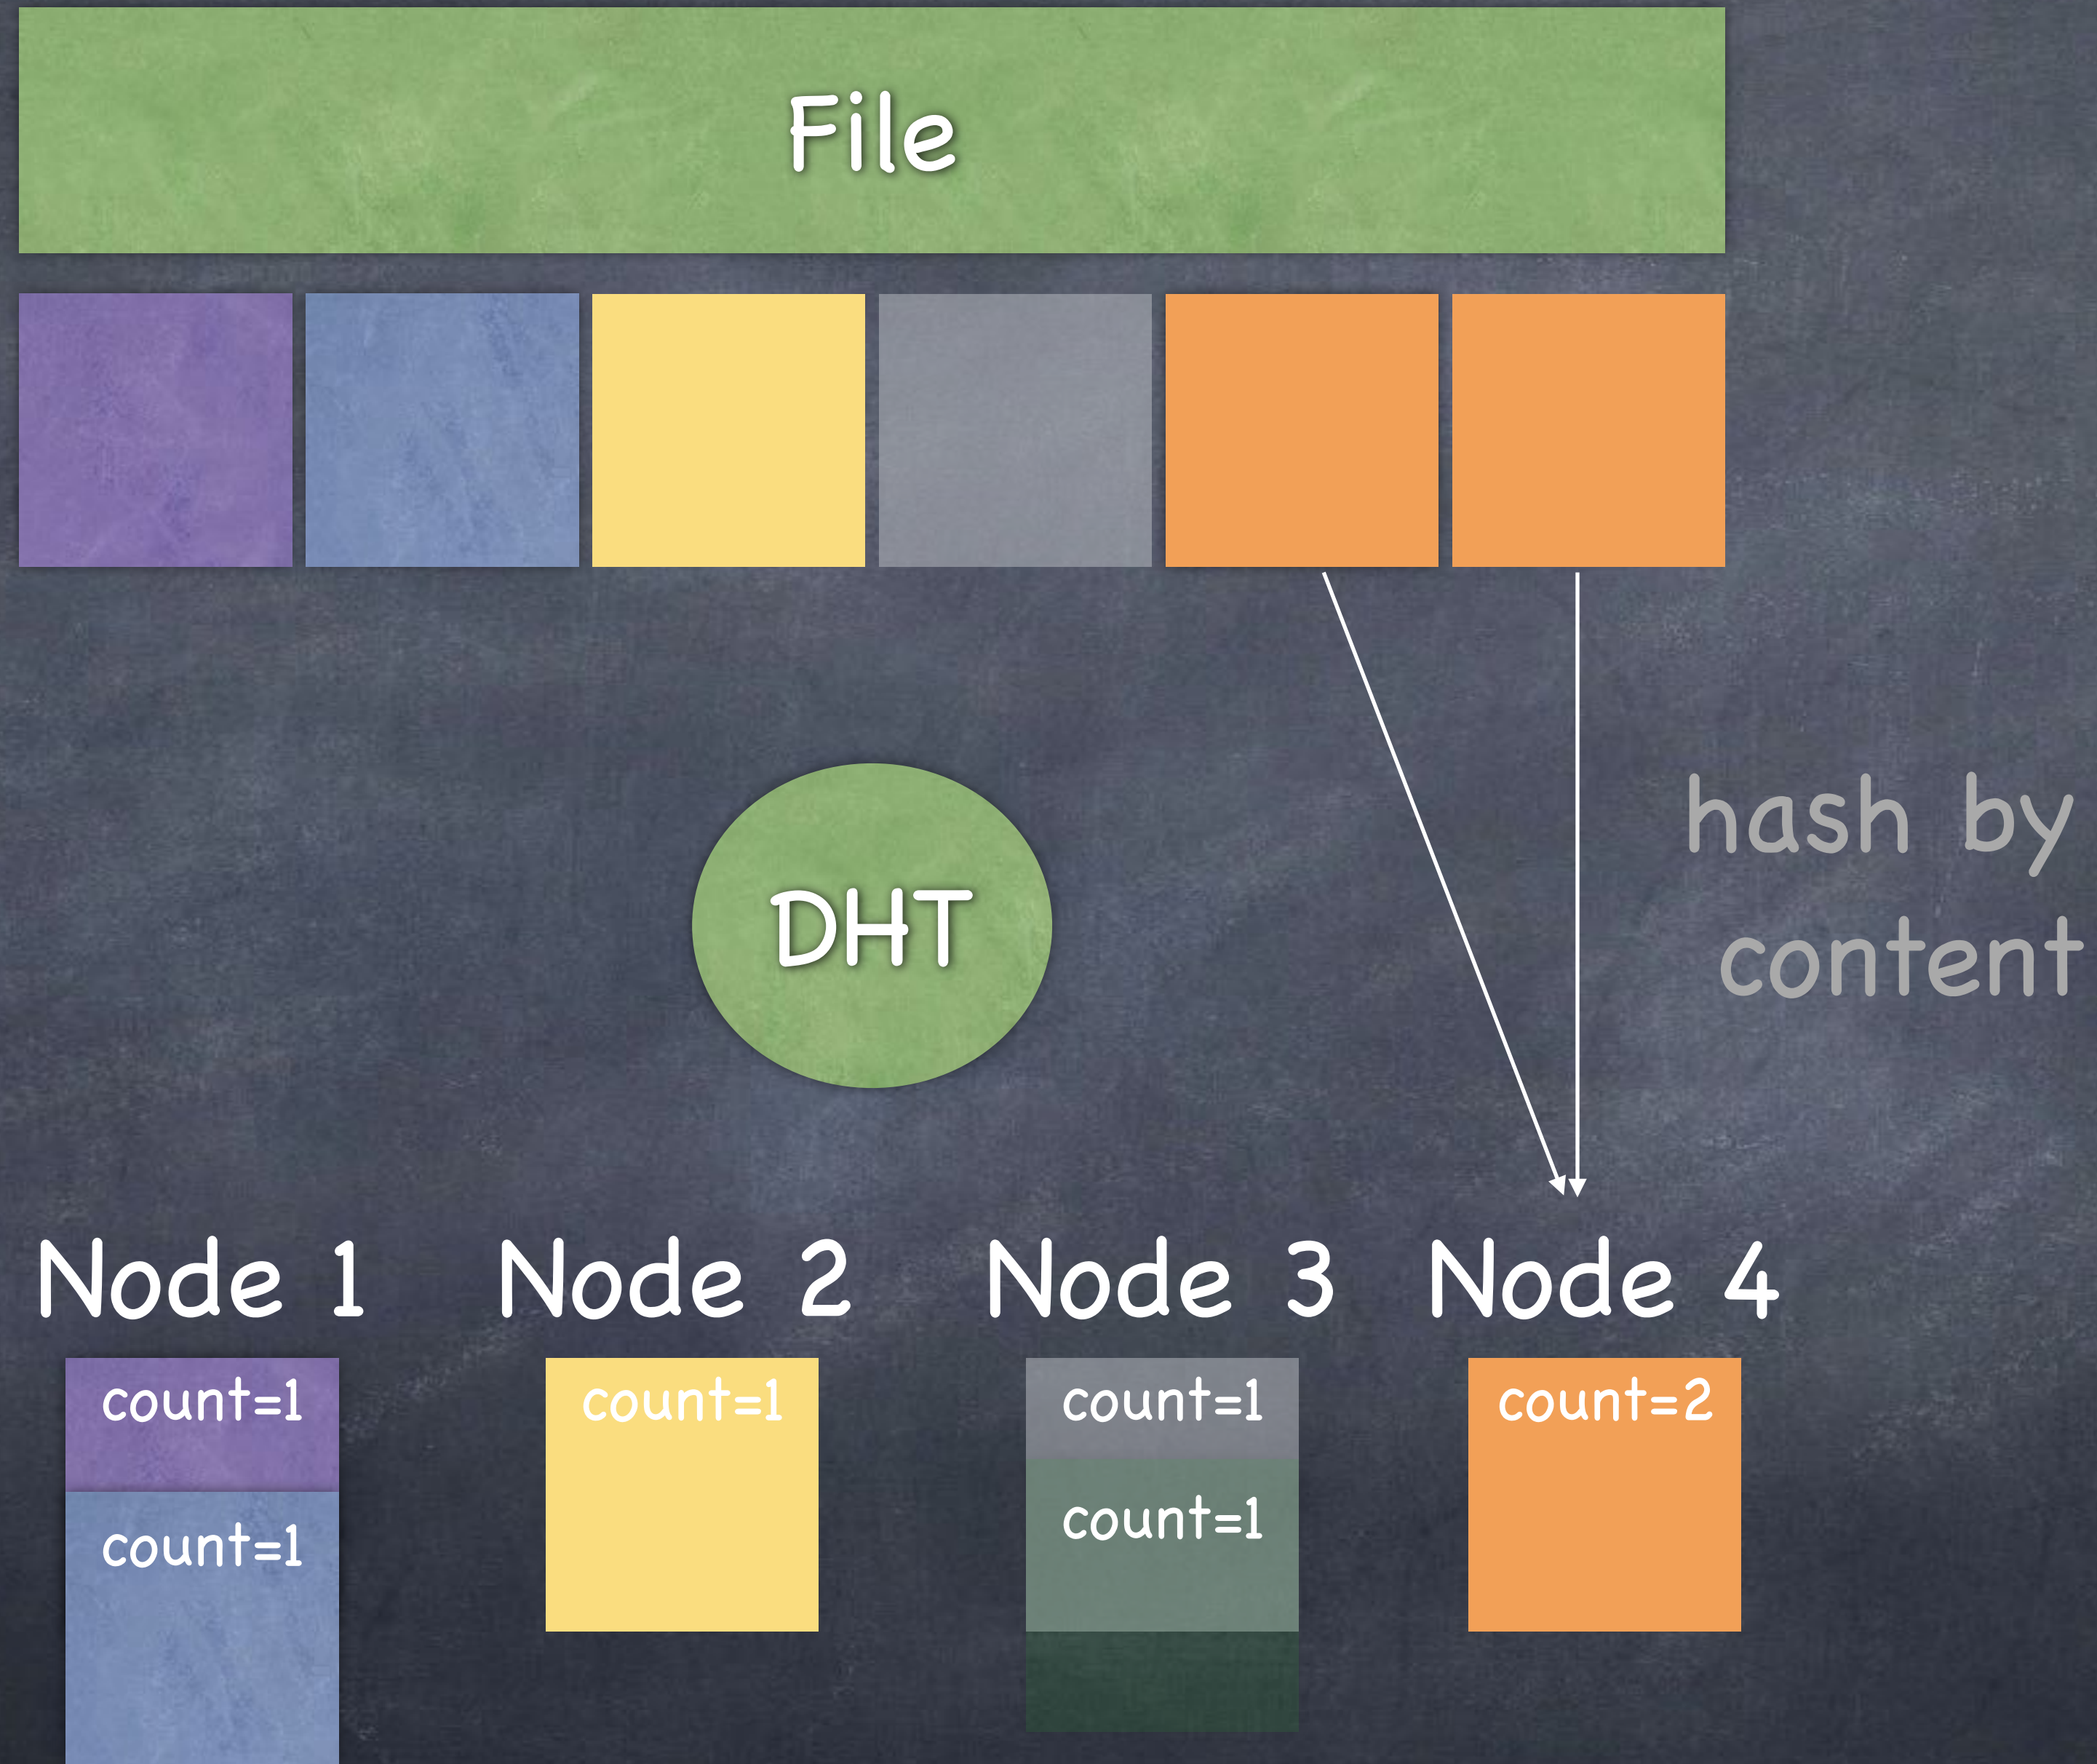 File
DHT
hash by
content
Node 1
Node 2
Node 3
Node 4
count=1
count=1
count=1
count=2
count=1
count=1